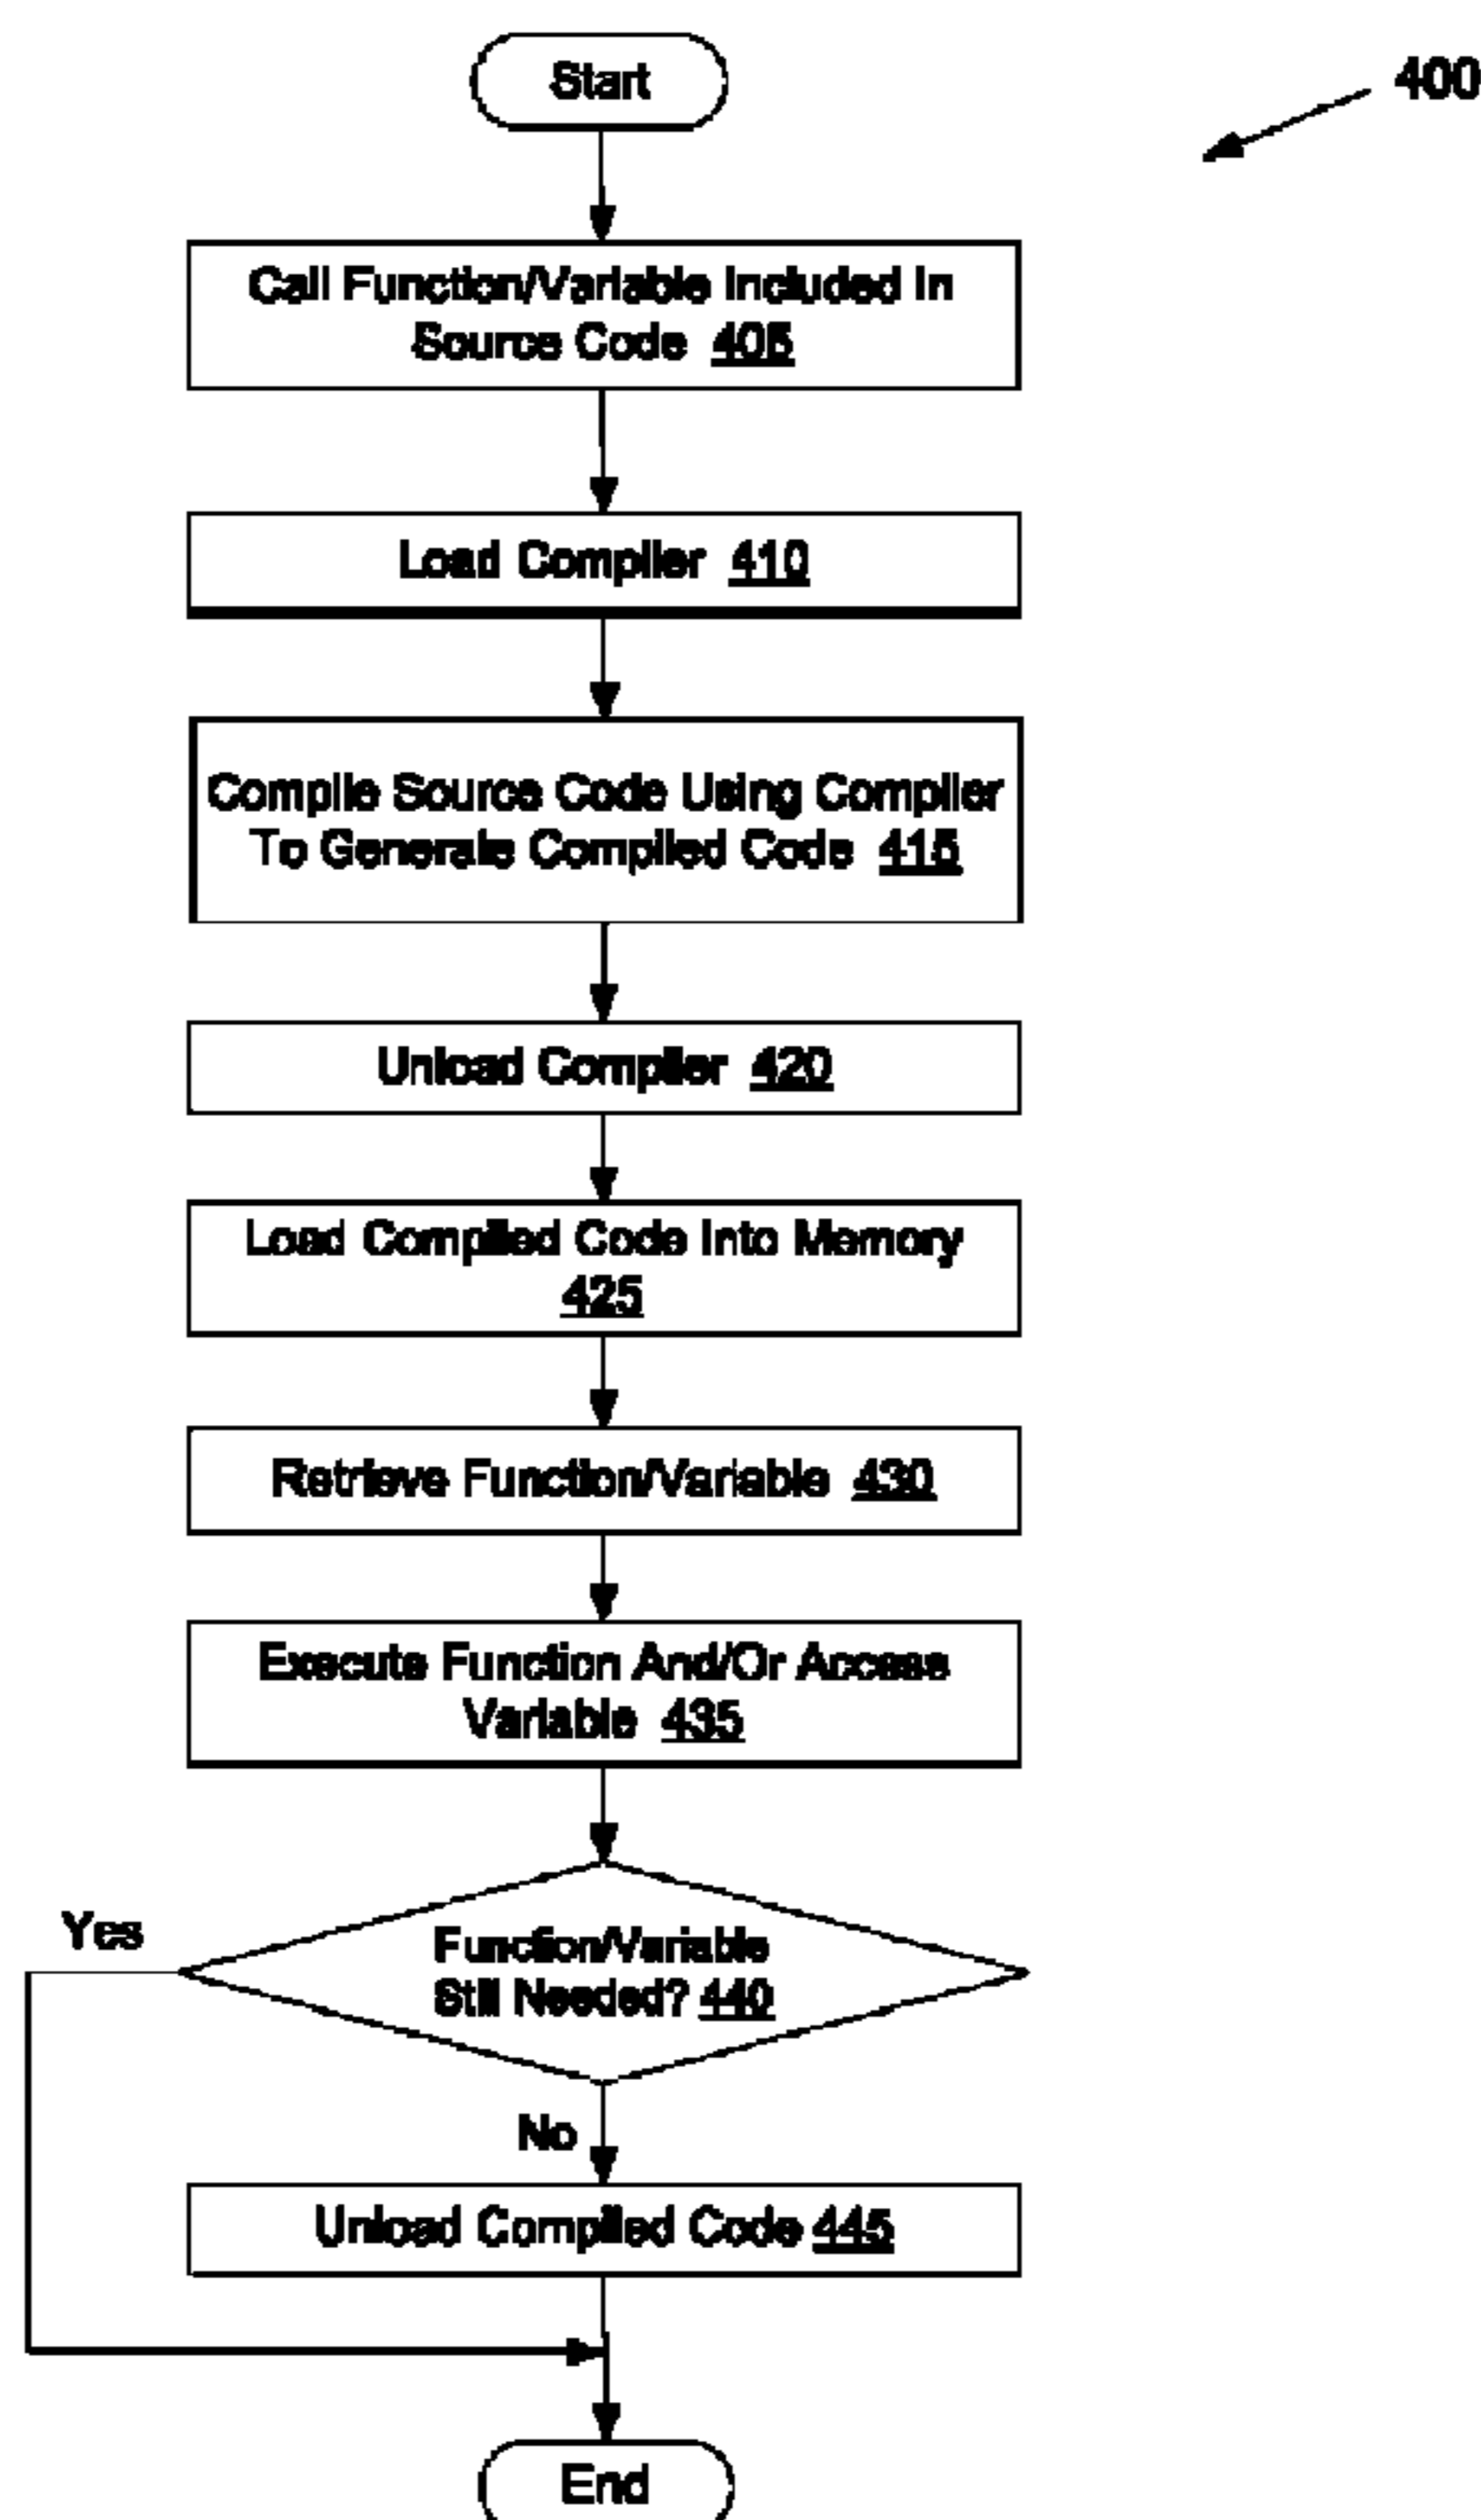 Start
400
Call Function/Variable Included In
Source Code 405
Load Compiler 410
Compile Source Code Using Compiler
To Generate Compiled Code 415
Unload Compiler 420
Load Compiled Code Into Memory
425
Retrieve Function/Variable 430
Execute Function And/Or Access
Variable 435
Yes
Function/Variable
Still Needed? 440
No
Unload Compiled Code 445
End